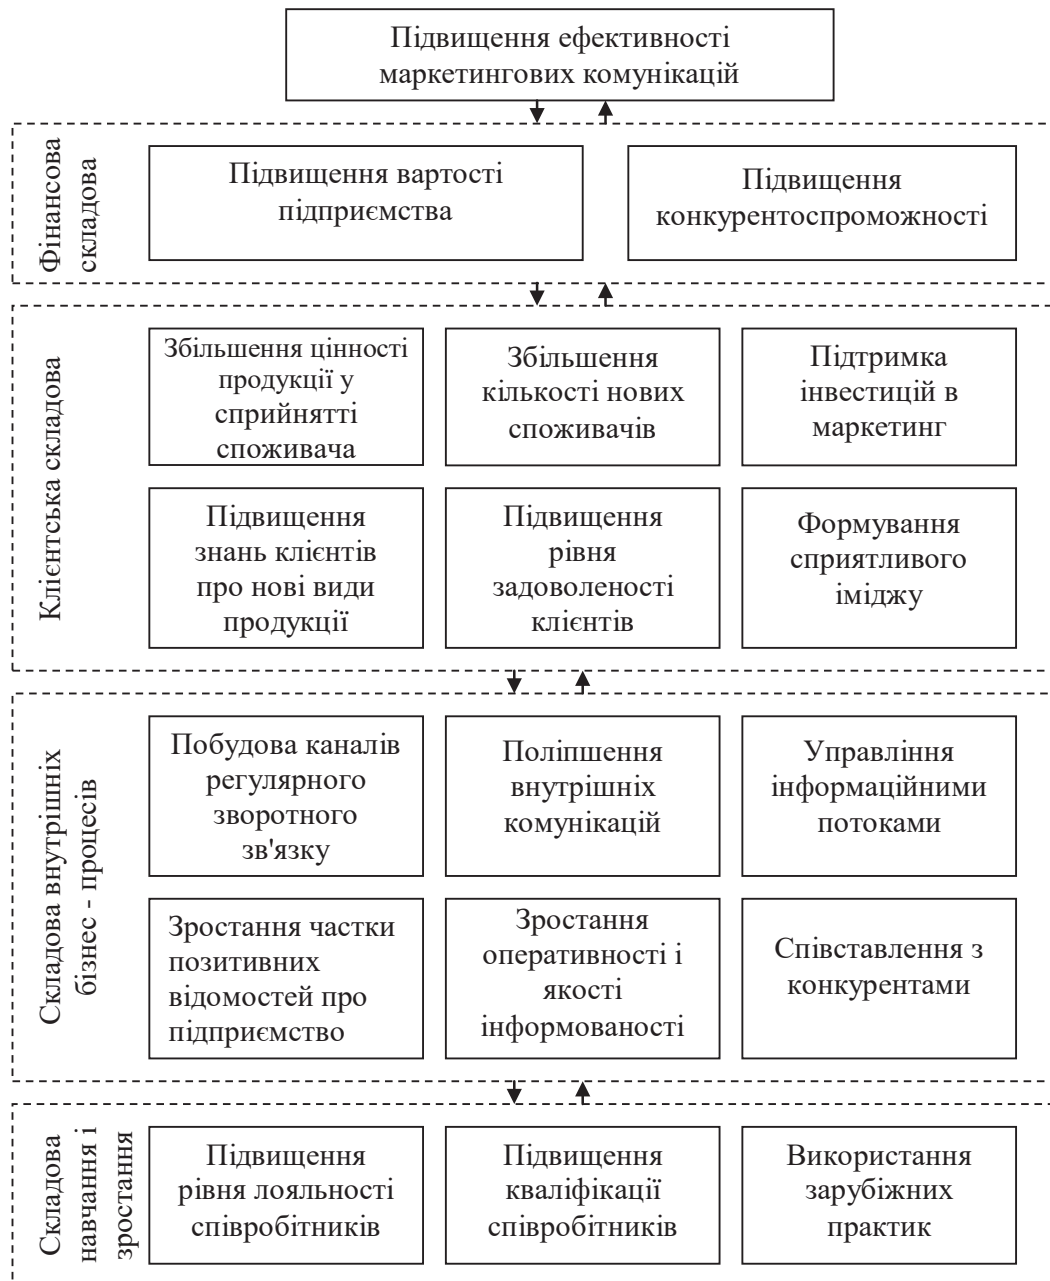 Підвищення ефективності
маркетингових комунікацій
Фінансова
складова
Підвищення вартості
підприємства
Підвищення
конкурентоспроможності
Клієнтська складова
Збільшення цінності
продукції у
сприйнятті
споживача
Збільшення
кількості нових
споживачів
Підтримка
інвестицій в
маркетинг
Підвищення
знань клієнтів
про нові види
продукції
Підвищення
рівня
задоволеності
клієнтів
Формування
сприятливого
іміджу
Складова внутрішніх
бізнес - процесів
Побудова каналів
регулярного
зворотного
зв'язку
Поліпшення
внутрішніх
комунікацій
Управління
інформаційними
потоками
Зростання частки
позитивних
відомостей про
підприємство
Зростання
оперативності і
якості
інформованості
Співставлення з
конкурентами
Складова
навчання і
зростання
Підвищення
рівня лояльності
співробітників
Підвищення
кваліфікації
співробітників
Використання
зарубіжних
практик